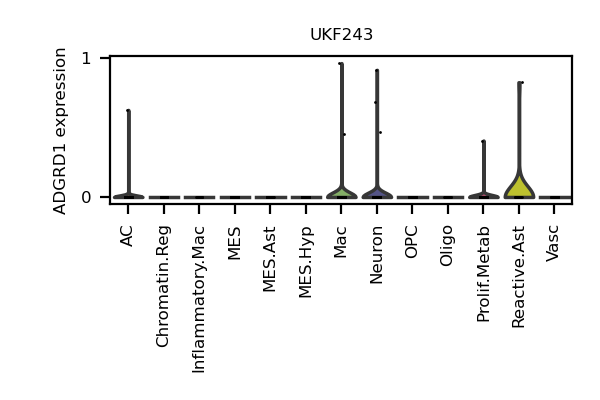 UKF243
ADGRD1 expression
1
0
AC
Chromatin.Reg
Inflammatory.Mac
MES
MES.Ast
MES.Hyp
Mac
Neuron
OPC
Oligo
Prolif.Metab
Reactive.Ast
Vasc